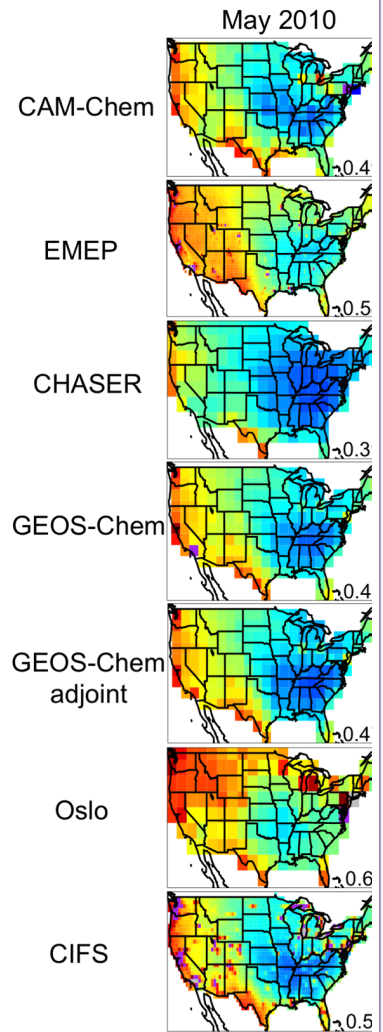 May 2010
CAM-Chem
0.4
EMEP
0.5
CHASER
0.3
GEOS-Chem
0.4
GEOS-Chem
adjoint
0.4
Oslo
0.6
CIFS
0.5